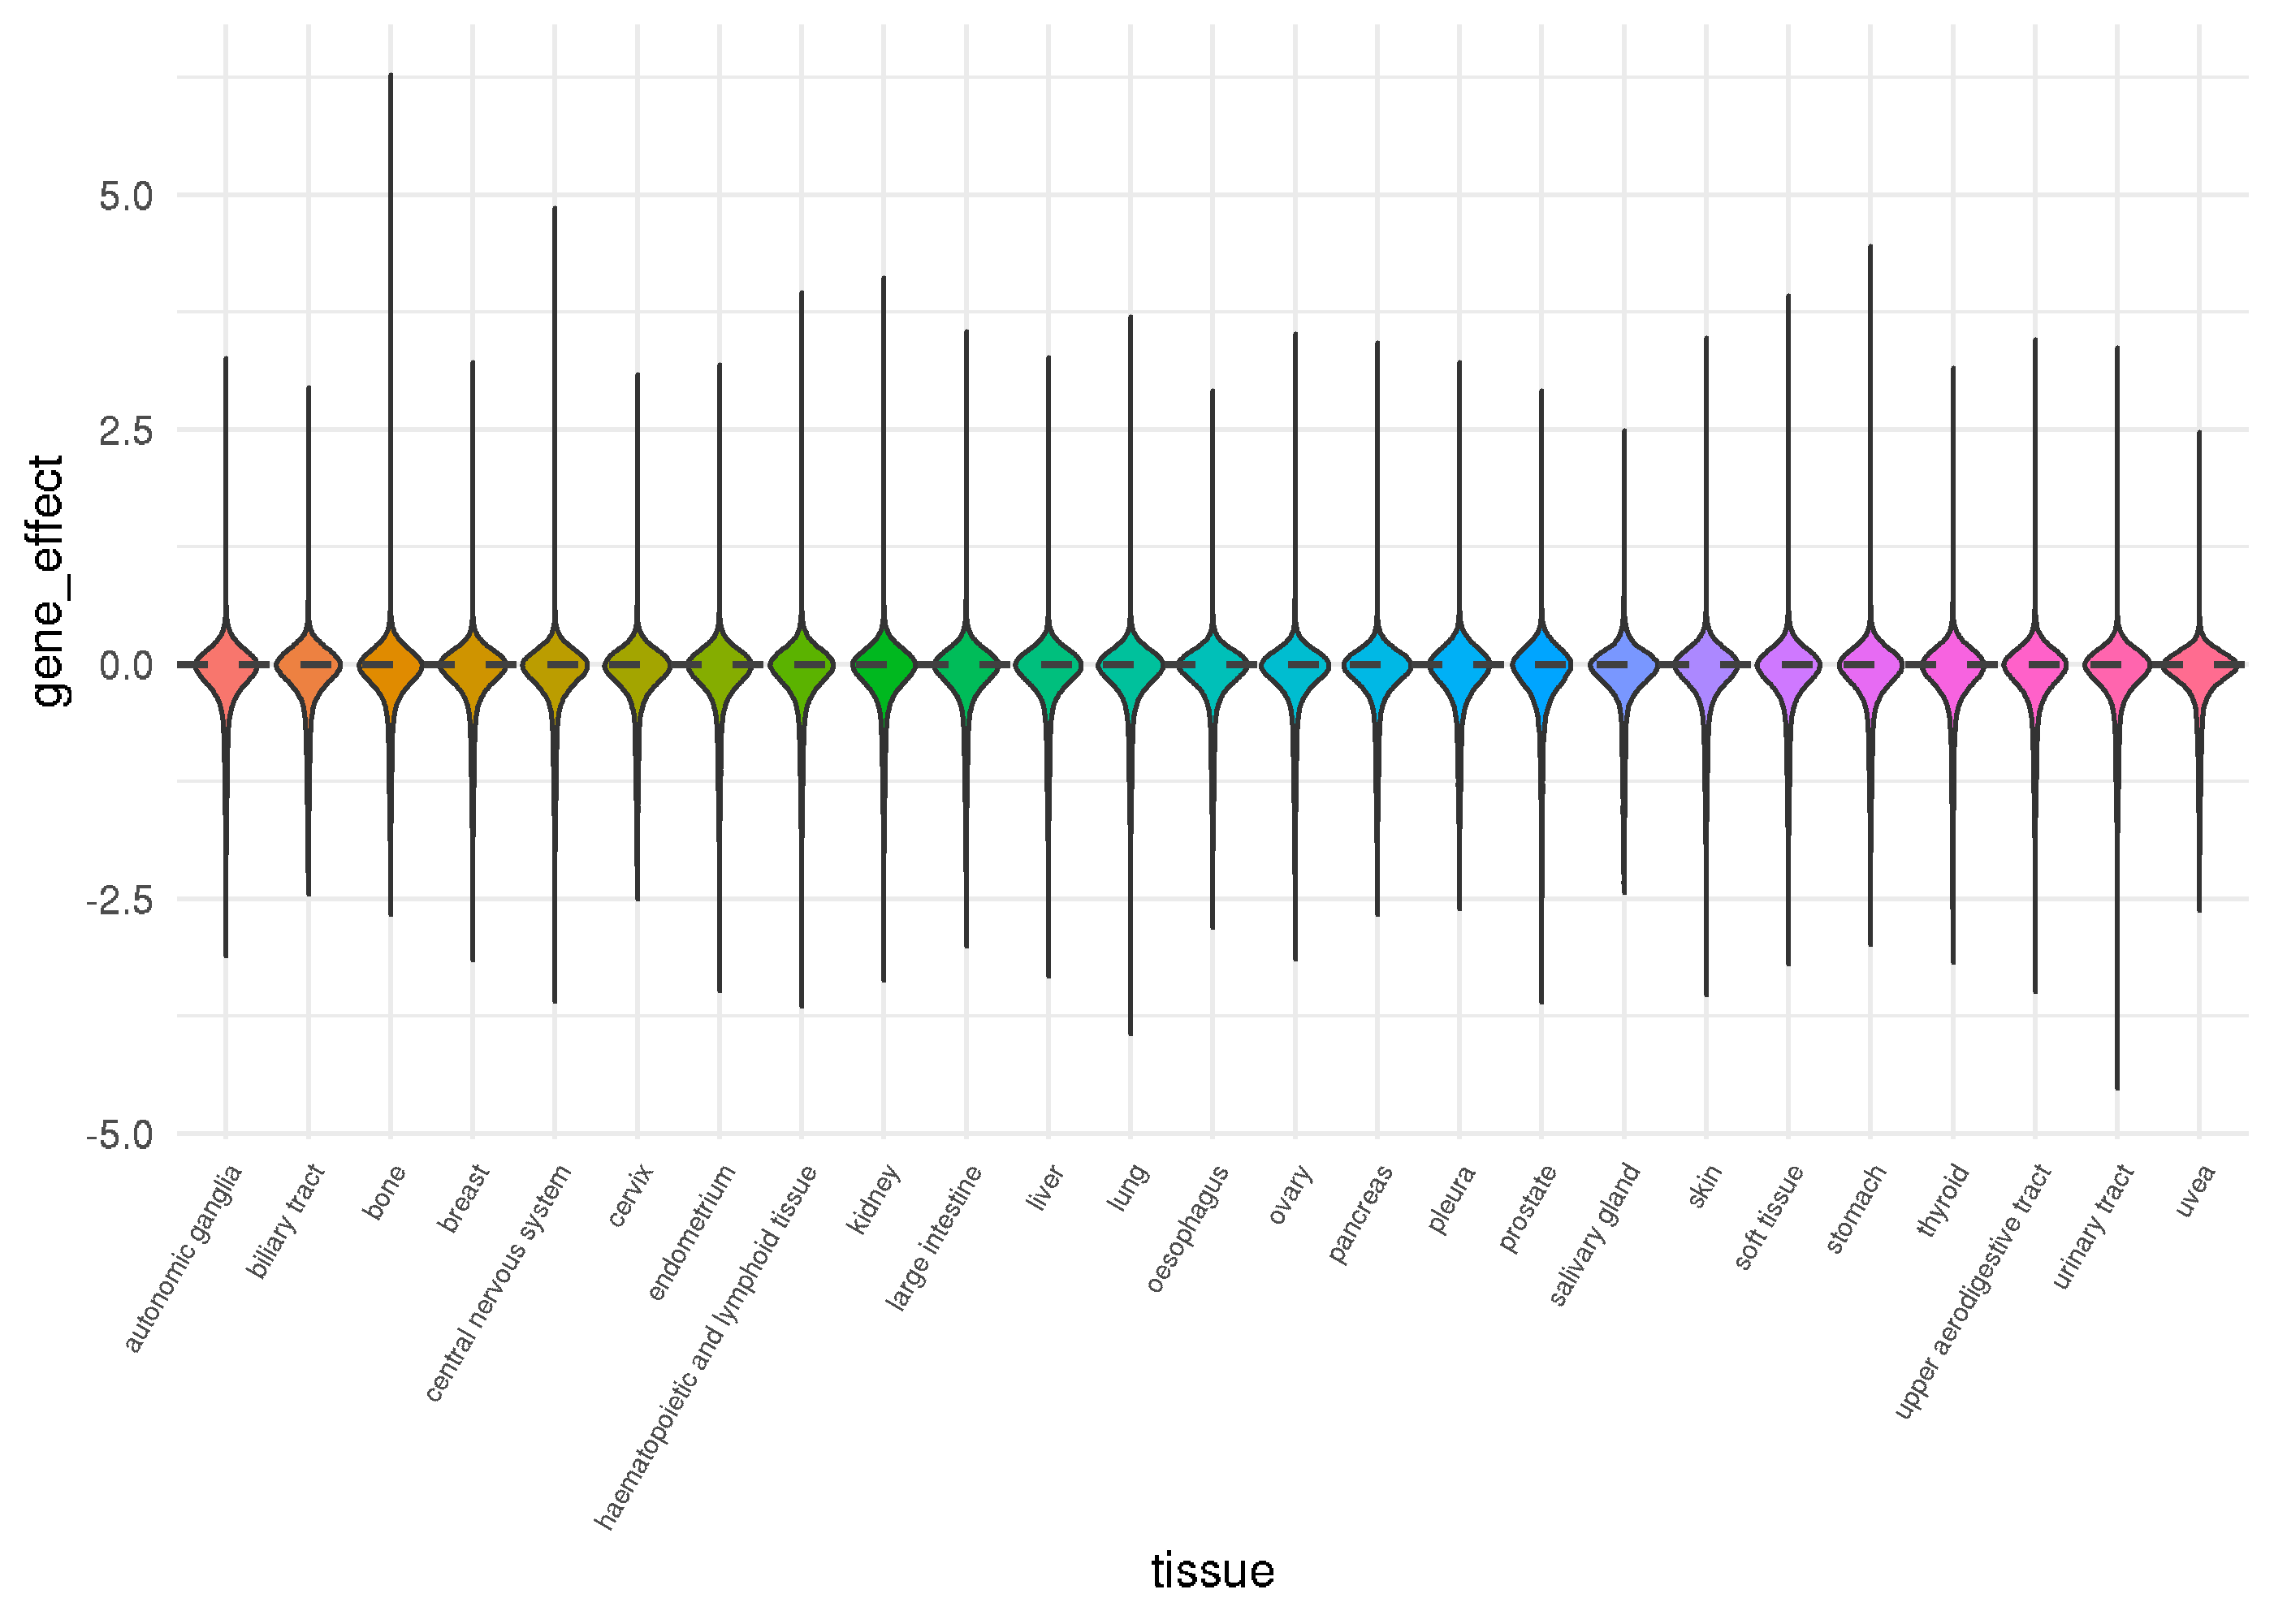 gene_effect
5.0
2.5
0.0
-2.5
-5.0
autonomic ganglia
biliary tract
bone
breast
central nervous system
cervix
endometrium
haematopoietic and lymphoid tissue
kidney
large intestine
liver
lung
oesophagus
ovary
pancreas
pleura
prostate
salivary gland
skin
soft tissue
stomach
thyroid
upper aerodigestive tract
urinary tract
uvea
tissue